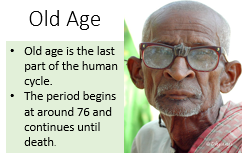 Old Age
• Old age is the last
part of the human
cycle.
• The period begins
at around 76 and
continues until
death.